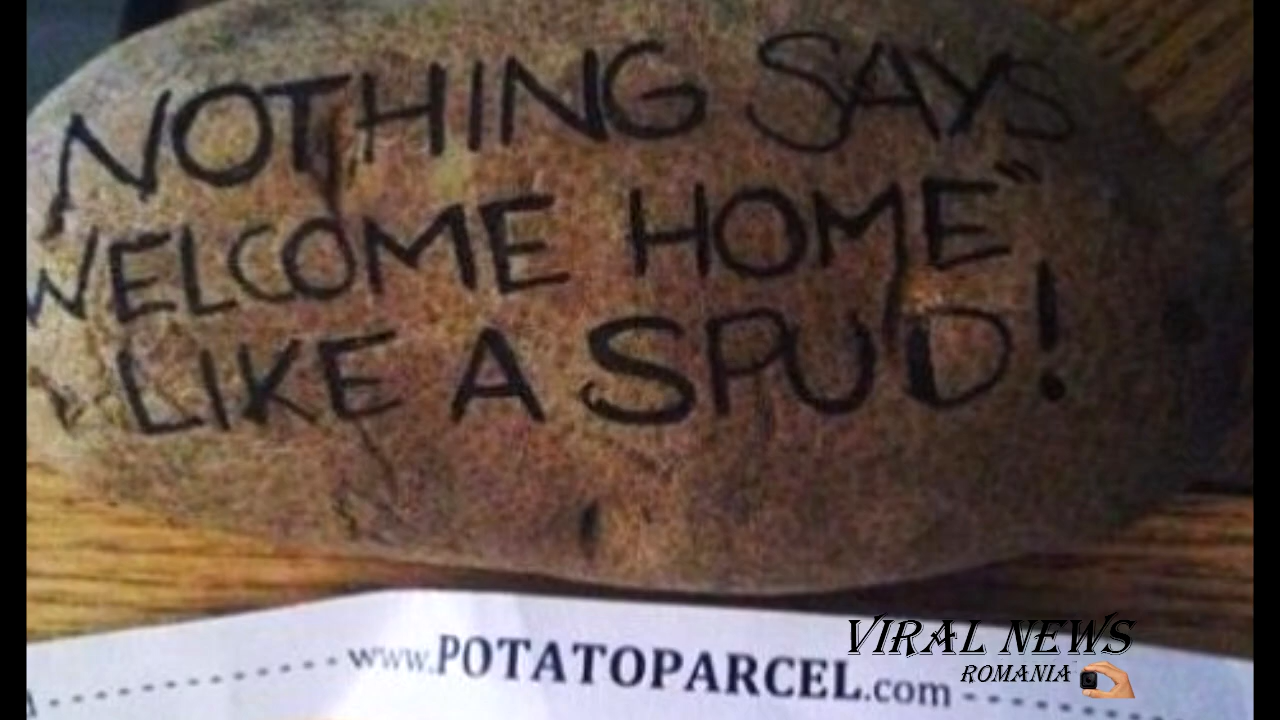 NOTHING SAYS
WELCOME HOME"
LIKE A SPUD!
www.POTATOPARCEL.com
VIRAL NEWS
ROMANIA